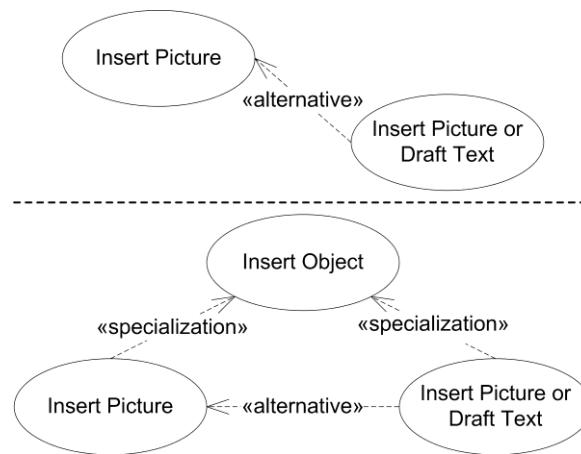 Insert Picture
«alternative»
Insert Picture or
Draft Text
Insert Object
«specialization»
«specialization»
Insert Picture
«alternative»
Insert Picture or
Draft Text